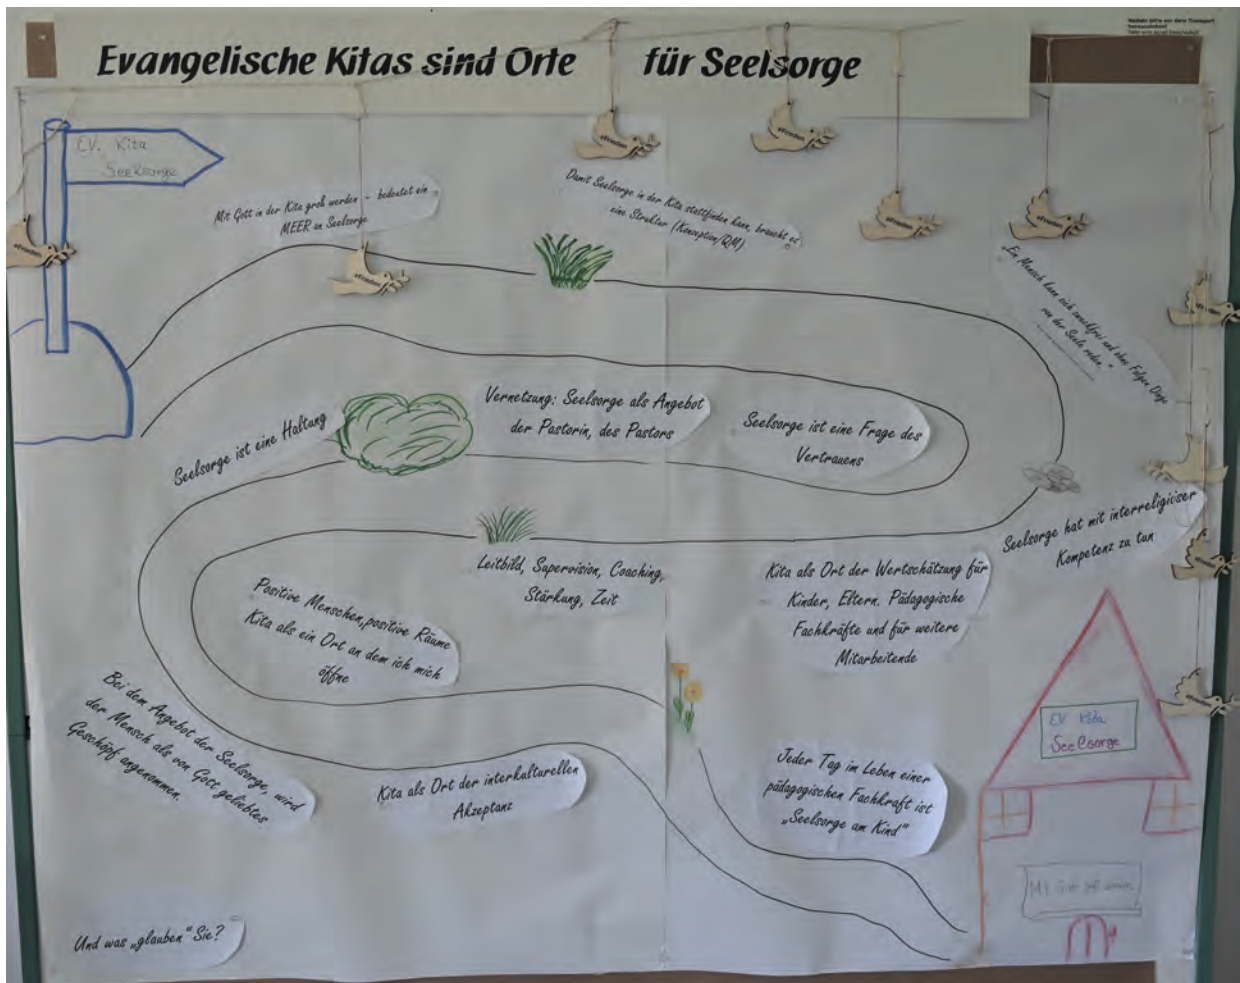 Evangelische Kitas sind Orte für Seelsorge
EV. Kita
Seelsorge
Mit Gott in der Kita groß werden - bedeutet ein
MEER an Seelsorge
Damit Seelsorge in der Kita stattfinden kann, braucht es
eine Struktur (Konzeption/QM)
„Ein Mensch kann sich zweckfrei und ohne Folgen Dinge
von der Seele reden."
Seelsorge ist eine Haltung
Vernetzung: Seelsorge als Angebot
der Pastorin, des Pastors
Seelsorge ist eine Frage des
Vertrauens
Seelsorge hat mit interreligiöser
Kompetenz zu tun
Leitbild, Supervision, Coaching,
Stärkung, Zeit
Kita als Ort der Wertschätzung für
Kinder, Eltern. Pädagogische
Fachkräfte und für weitere
Mitarbeitende
Positive Menschen,positive Räume
Kita als ein Ort an dem ich mich
öffne
Bei dem Angebot der Seelsorge, wird
der Mensch als von Gott geliebtes
Geschöpf angenommen.
Kita als Ort der interkulturellen
Akzeptanz
Jeder Tag im Leben einer
pädagogischen Fachkraft ist
„Seelsorge am Kind"
EV Kita
Seelsorge
Mit Gott groß werden
Und was „glauben" Sie?